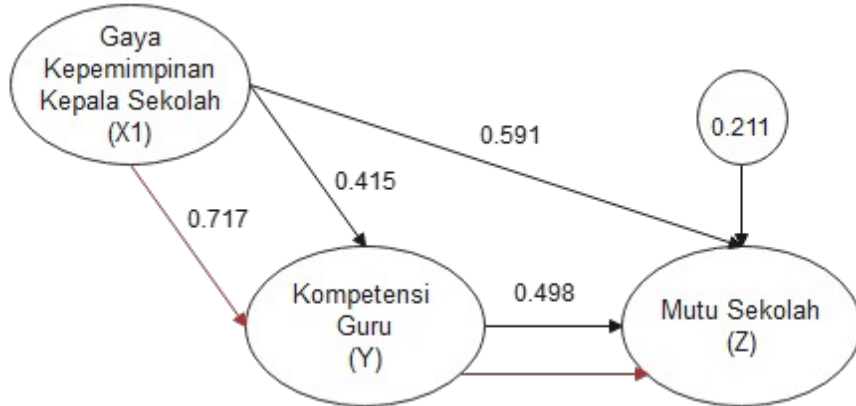 Gaya
Kepemimpinan
Kepala Sekolah
(X1)
0.211
0.591
0.415
0.717
Kompetensi
Guru
(Y)
0.498
Mutu Sekolah
(Z)